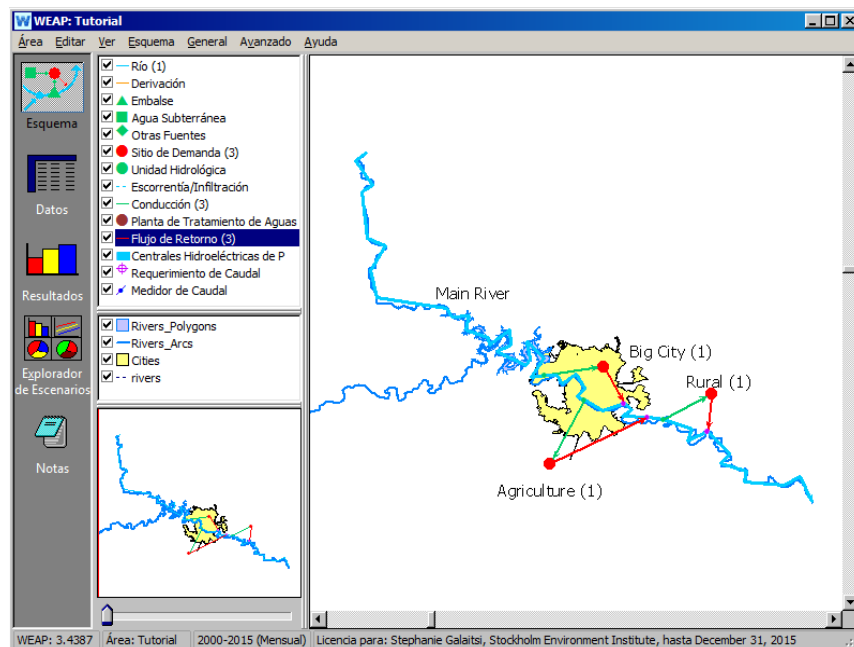 WEAP: Tutorial
Área Editar Ver Esquema General Avanzado Ayuda
Esquema
Datos
Resultados
Explorador
de Escenarios
Notas
Río (1)
Derivación
Embalse
Agua Subterránea
Otras Fuentes
Sitio de Demanda (3)
Unidad Hidrológica
Escorrentía/Infiltración
Conducción (3)
Planta de Tratamiento de Aguas
Flujo de Retorno (3)
Centrales Hidroeléctricas de P
Requerimiento de Caudal
Medidor de Caudal
Rivers_Polygons
Rivers_Arcs
Cities
rivers
Main River
Big City (1)
Rural (1)
Agriculture (1)
WEAP: 3.4387 Área: Tutorial 2000-2015 (Mensual) Licencia para: Stephanie Galaitsi, Stockholm Environment Institute, hasta December 31, 2015